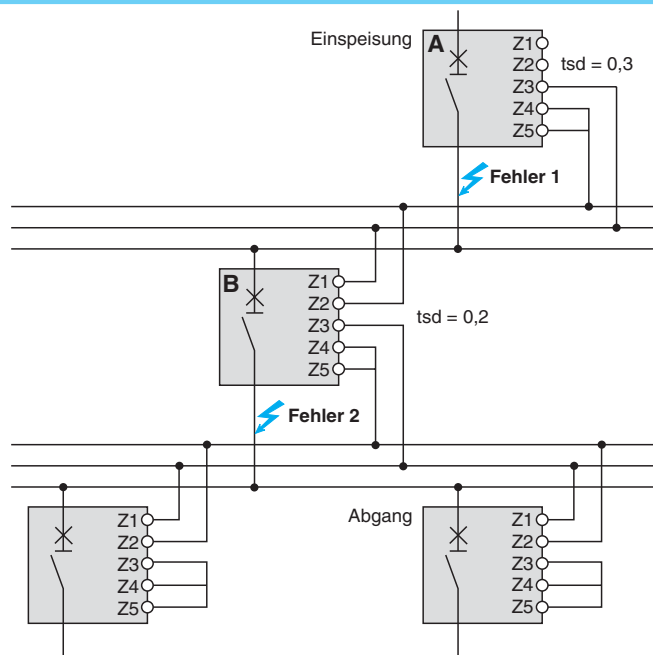 Einspeisung
A
Z1
Z2
Z3
Z4
Z5
tsd = 0,3
Fehler 1
B
Z1
Z2
Z3
Z4
Z5
tsd = 0,2
Fehler 2
Z1
Z2
Z3
Z4
Z5
Abgang
Z1
Z2
Z3
Z4
Z5